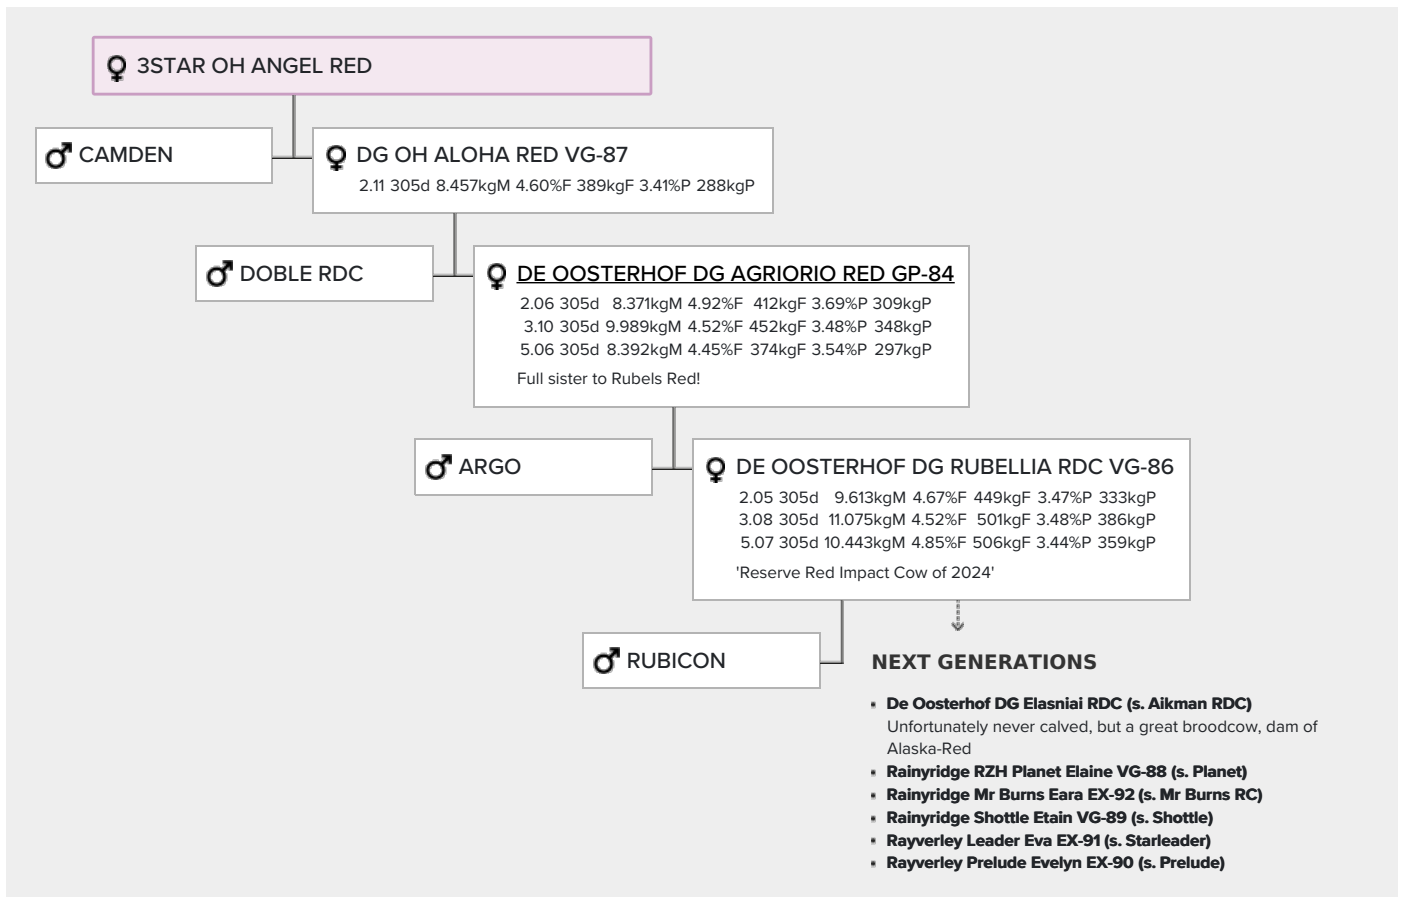 3STAR OH ANGEL RED
CAMDEN
DG OH ALOHA RED VG-87
2.11 305d 8.457kgM 4.60%F 389kgF 3.41%P 288kgP
DOBLE RDC
DE OOSTERHOF DG AGRIORIO RED GP-84
2.06 305d 8.371kgM 4.92%F 412kgF 3.69%P 309kgP
3.10 305d 9.989kgM 4.52%F 452kgF 3.48%P 348kgP
5.06 305d 8.392kgM 4.45%F 374kgF 3.54%P 297kgP
Full sister to Rubels Red!
ARGO
DE OOSTERHOF DG RUBELLIA RDC VG-86
2.05 305d 9.613kgM 4.67%F 449kgF 3.47%P 333kgP
3.08 305d 11.075kgM 4.52%F 501kgF 3.48%P 386kgP
5.07 305d 10.443kgM 4.85%F 506kgF 3.44%P 359kgP
'Reserve Red Impact Cow of 2024'
RUBICON
NEXT GENERATIONS
De Oosterhof DG Elasniai RDC (s. Aikman RDC)
Unfortunately never calved, but a great broodcow, dam of
Alaska-Red
Rainyridge RZH Planet Elaine VG-88 (s. Planet)
Rainyridge Mr Burns Eara EX-92 (s. Mr Burns RC)
Rainyridge Shottle Etain VG-89 (s. Shottle)
Rayverley Leader Eva EX-91 (s. Starleader)
Rayverley Prelude Evelyn EX-90 (s. Prelude)